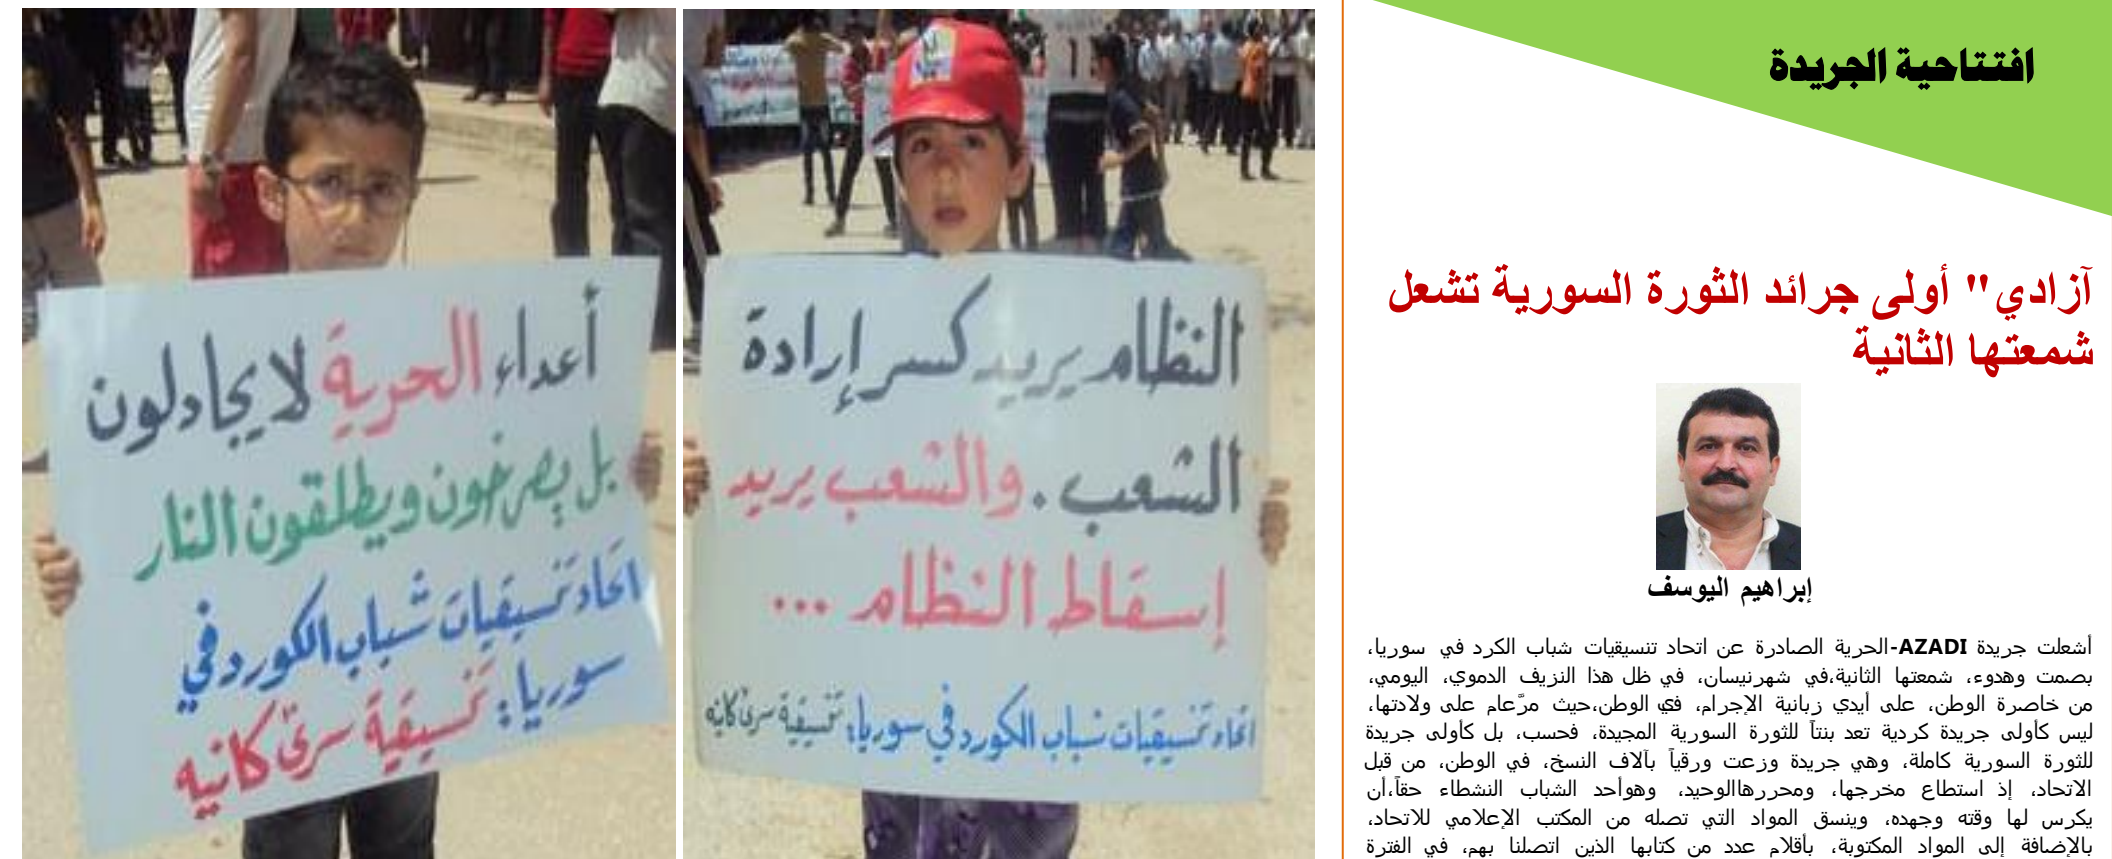 افتتاحية الجريدة
آزادي" أولى جرائد الثورة السورية تشعل
شمعتها الثانية
إبراهيم اليوسف
أشعلت جريدة AZADI-الحرية الصادرة عن اتحاد تنسيقيات شباب الكرد في سوريا،
بصمت وهدوء، شمعتها الثانية،في شهرنيسان، في ظل هذا النزيف الدموي، اليومي،
من خاصرة الوطن، على أيدي زبانية الإجرام، في الوطن،حيث مرَّعام على ولادتها،
ليس كأولى جريدة كردية تعد بنتاً للثورة السورية المجيدة، فحسب، بل كأولى جريدة
للثورة السورية كاملة، وهي جريدة وزعت ورقياً بآلاف النسخ، في الوطن، من قبل
الاتحاد، إذ استطاع مخرجها، ومحررهاالوحيد، وهوأحد الشباب النشطاء حقاً،أن
يكرس لها وقته وجهده، وينسق المواد التي تصله من المكتب الإعلامي للاتحاد،
بالإضافة إلى المواد المكتوبة، بأقلام عدد من كتابها الذين اتصلنا بهم، في الفترة
النظام يريد كسر إرادة
الشعب . والشعب يريد
إسقاط النظام ...
اتحاد تنسيقيات شباب الكورد في سوريا: تنسيقية سري كانيه
أعداء الحرية لا يجادلون
بل يصرخون ويطلقون النار
اتحاد تنسيقيات شباب الكورد في
سوريا: تنسيقية سري كانيه